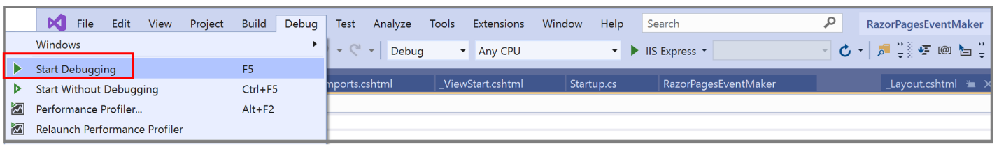 File Edit View Project Build Debug Test Analyze Tools Extensions Window Help Search RazorPagesEventMaker
Windows
Debug Any CPU IIS Express
Start Debugging F5
_ViewStart.cshtml Startup.cs RazorPagesEventMaker _Layout.cshtml
Start Without Debugging Ctrl+F5
Performance Profiler... Alt+F2
Relaunch Performance Profiler